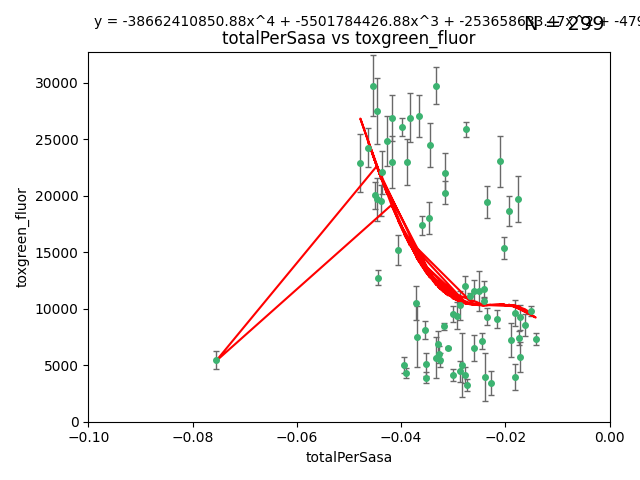 y = -38662410850.88x^4 + -5501784426.88x^3 +
N = 299
totalPerSasa vs toxgreen_fluor
30000
25000
20000
15000
10000
5000
0
toxgreen_fluor
−0.10 −0.08 −0.06 −0.04 −0.02 0.00
totalPerSasa